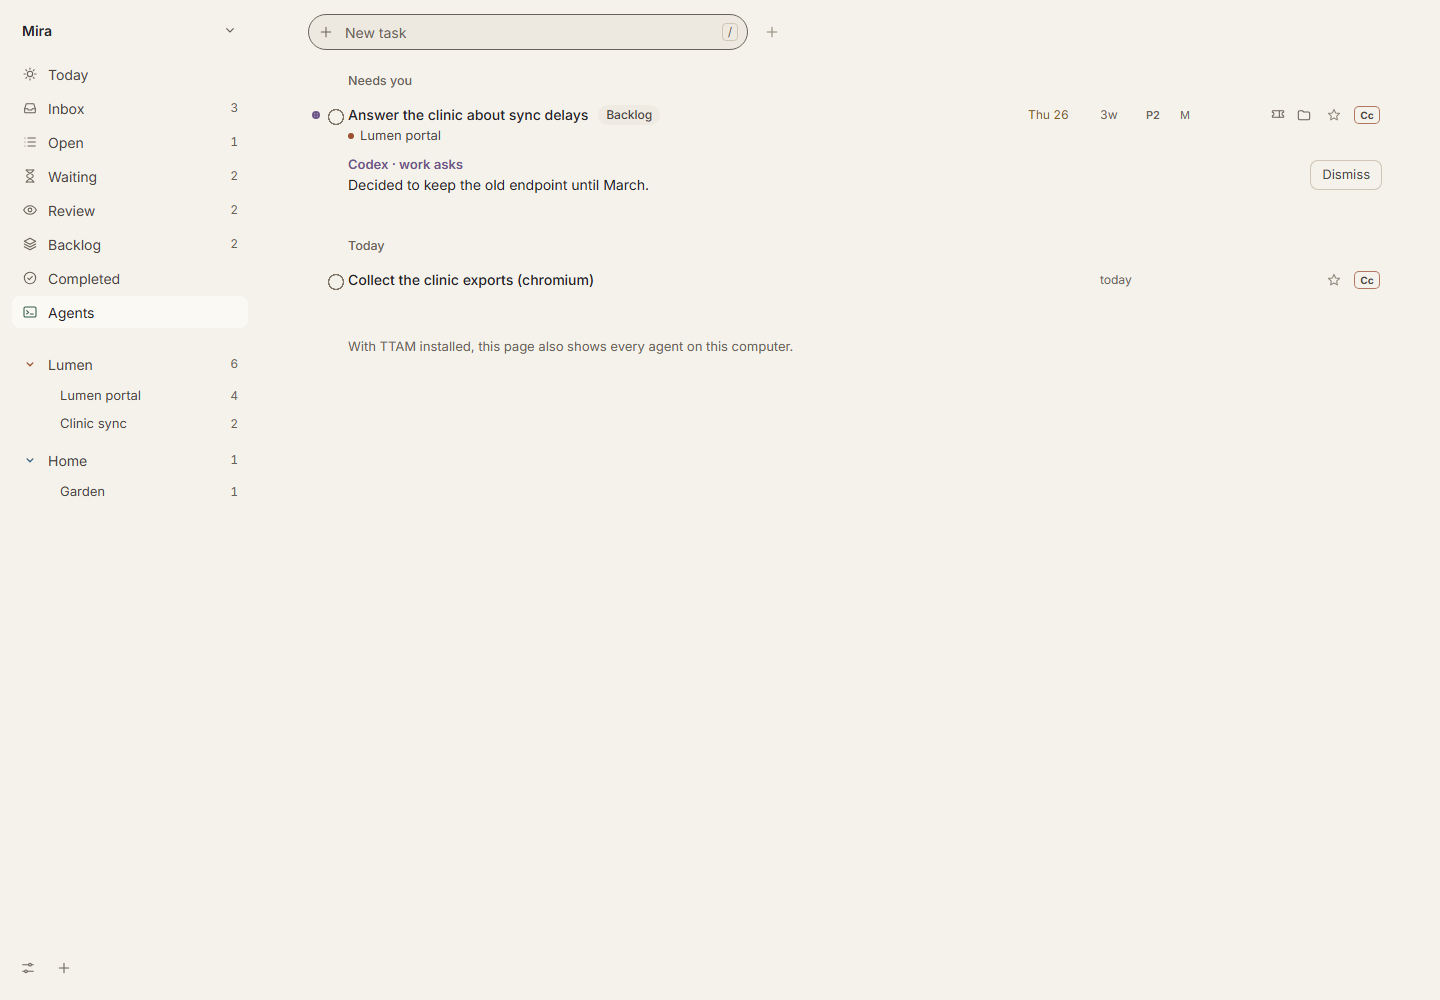 Mira
Today
Inbox 3
Open 1
Waiting 2
Review 2
Backlog 2
Completed
Agents
Lumen 6
Lumen portal 4
Clinic sync 2
Home 1
Garden 1
New task /
Needs you
Answer the clinic about sync delays Backlog Thu 26 3w P2 M Cc
Lumen portal
Codex · work asks
Decided to keep the old endpoint until March. Dismiss
Today
Collect the clinic exports (chromium) today Cc
With TTAM installed, this page also shows every agent on this computer.